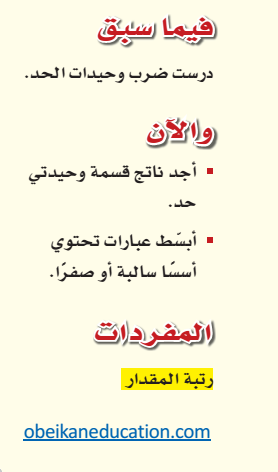 فيما سبق
درست ضرب وحيدات الحد.
والآن
▪ أجد ناتج قسمة وحيدتي
حد.
▪ أبسّط عبارات تحتوي
أسسًا سالبة أو صفرًا.
المفردات
رتبة المقدار
obeikaneducation.com